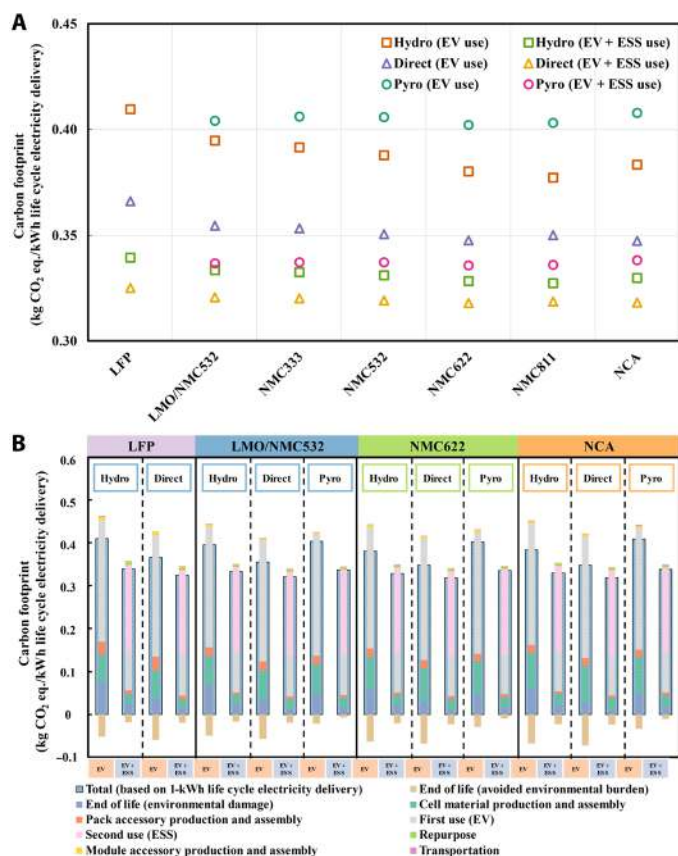 A
Carbon footprint
(kg CO2 eq./kWh life cycle electricity delivery)
0.45
0.40
0.35
0.30
Hydro (EV use)
Direct (EV use)
Pyro (EV use)
Hydro (EV + ESS use)
Direct (EV + ESS use)
Pyro (EV + ESS use)
LFP
LMO/NMC532
NMC333
NMC532
NMC622
NMC811
NCA
B
LFP LMO/NMC532 NMC622 NCA
Hydro Direct Hydro Direct Pyro Hydro Direct Pyro Hydro Direct Pyro
Carbon footprint
(kg CO2 eq./kWh life cycle electricity delivery)
0.6
0.5
0.4
0.3
0.2
0.1
0
−0.1
EV EV + ESS EV EV + ESS EV EV + ESS EV EV + ESS EV EV + ESS EV EV + ESS EV EV + ESS EV EV + ESS EV EV + ESS EV EV + ESS EV EV + ESS
Total (based on 1-kWh life cycle electricity delivery)
End of life (environmental damage)
Pack accessory production and assembly
Second use (ESS)
Module accessory production and assembly
End of life (avoided environmental burden)
Cell material production and assembly
First use (EV)
Repurpose
Transportation